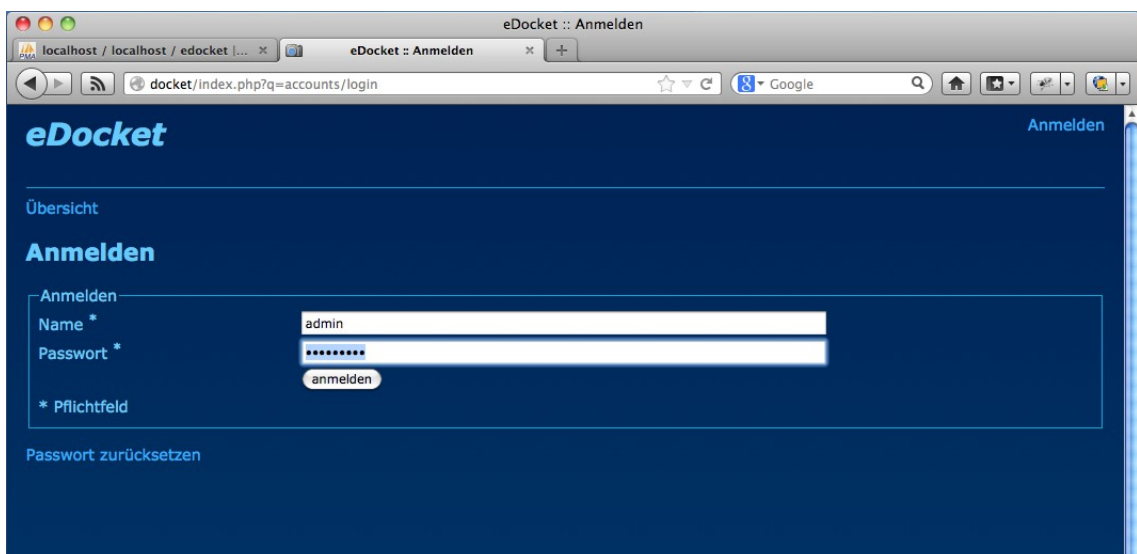 eDocket :: Anmelden
localhost / localhost / edocket |... × eDocket :: Anmelden × +
docket/index.php?q=accounts/login Google
eDocket Anmelden
Übersicht
Anmelden
Anmelden
Name * admin
Passwort * •••••••••
anmelden
* Pflichtfeld
Passwort zurücksetzen